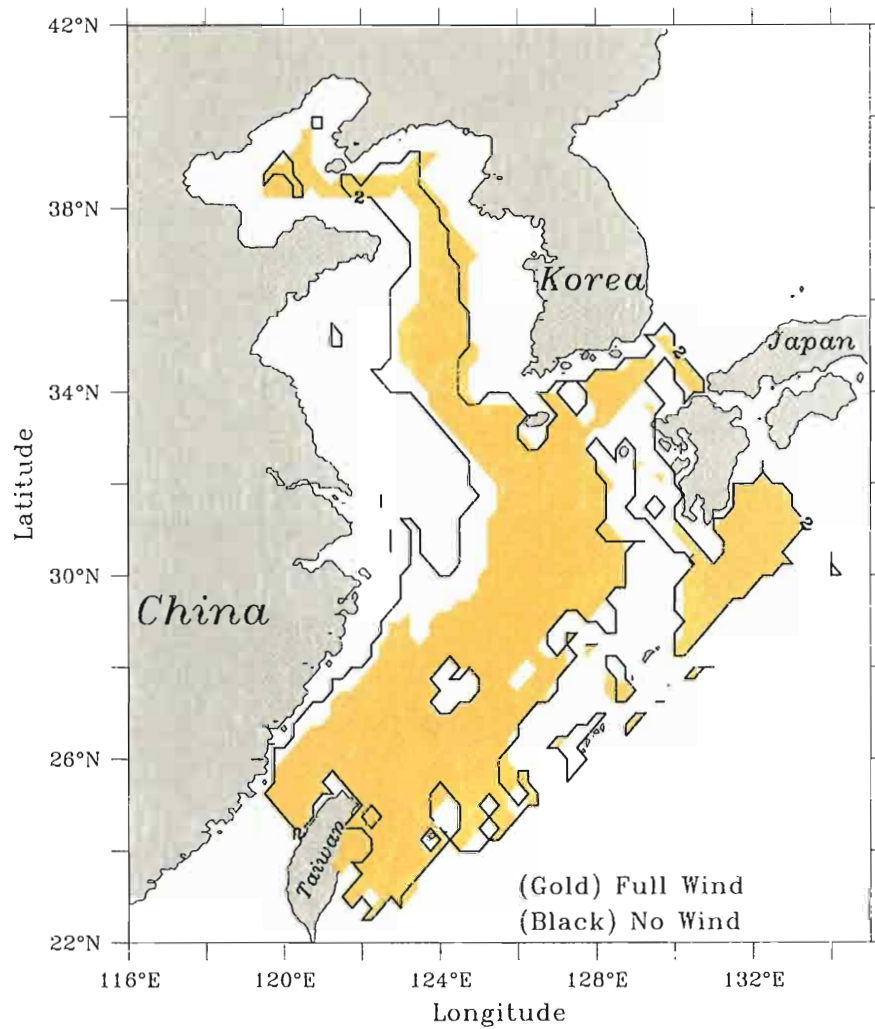 42°N
38°N
34°N
30°N
26°N
22°N
Latitude
116°E
120°E
124°E
128°E
132°E
Longitude
China
Korea
Japan
Taiwan
2
2
2
2
(Gold) Full Wind
(Black) No Wind